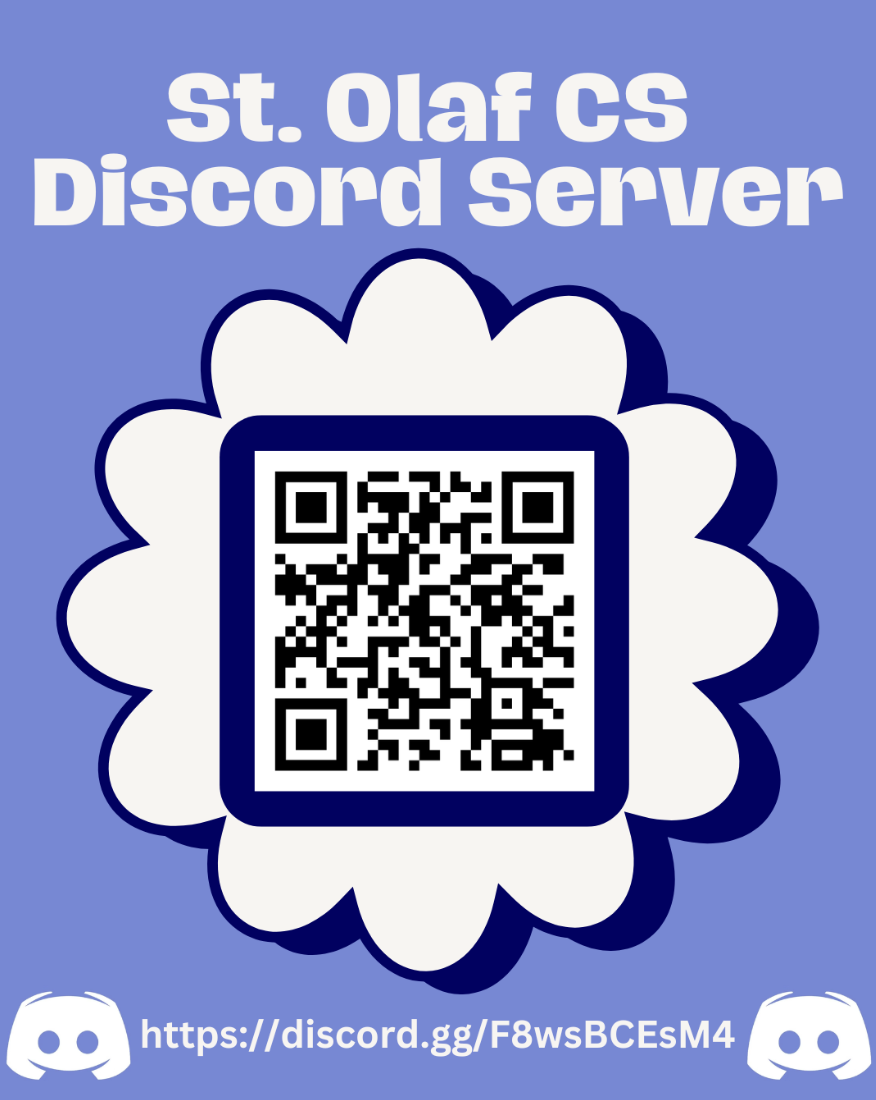 St. Olaf CS
Discord Server
https://discord.gg/F8wsBCEsM4